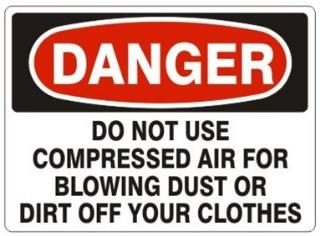 DANGER
DO NOT USE
COMPRESSED AIR FOR
BLOWING DUST OR
DIRT OFF YOUR CLOTHES